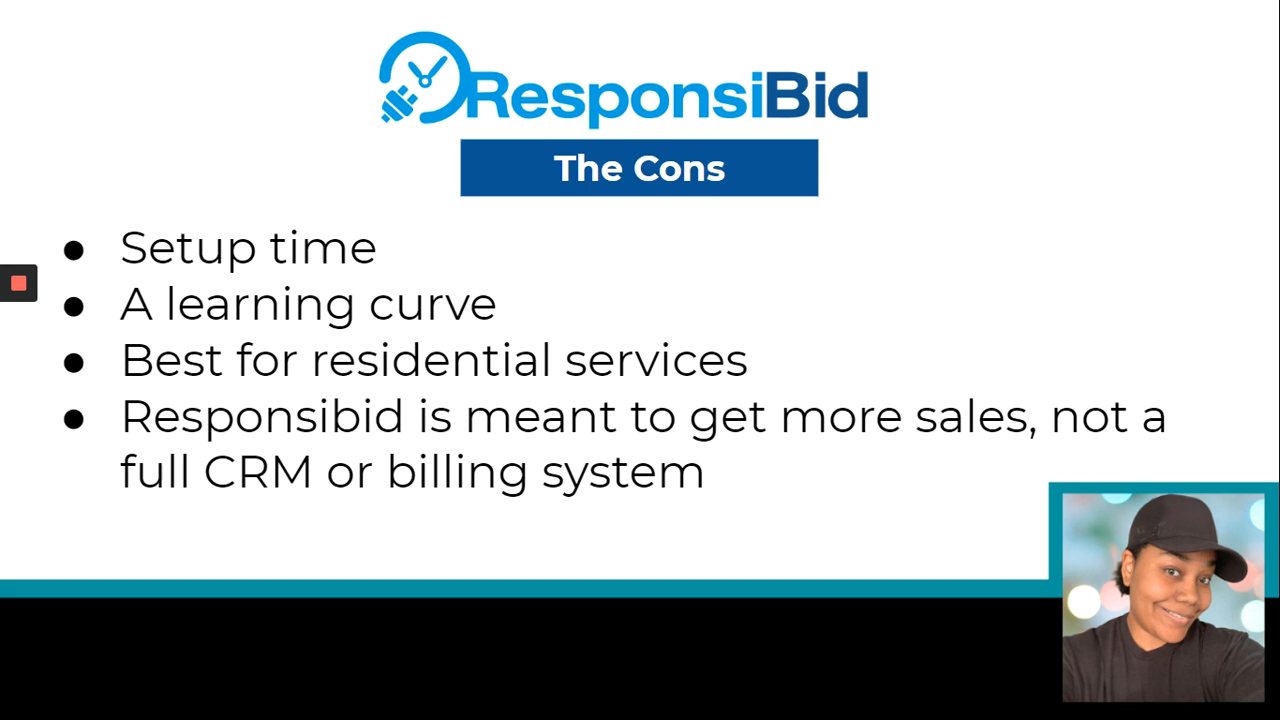 ResponsiBid
The Cons
● Setup time
● A learning curve
● Best for residential services
● Responsibid is meant to get more sales, not a
full CRM or billing system